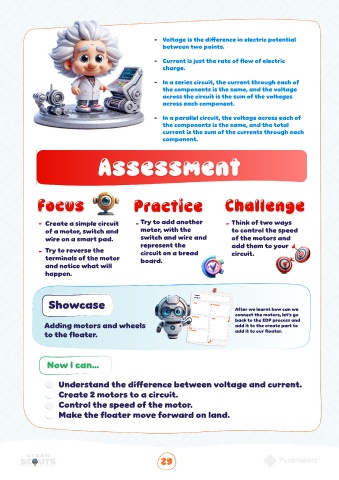 - Voltage is the difference in electric potential
between two points.
- Current is just the rate of flow of electric
charge.
- In a series circuit, the current through each of
the components is the same, and the voltage
across the circuit is the sum of the voltages
across each component.
- In a parallel circuit, the voltage across each of
the components is the same, and the total
current is the sum of the currents through each
component.
Assessment
Focus
- Create a simple circuit
of a motor, switch and
wire on a smart pad.
- Try to reverse the
terminals of the motor
and notice what will
happen.
Practice
- Try to add another
motor, with the
switch and wire and
represent the
circuit on a bread
board.
Challenge
- Think of two ways
to control the speed
of the motors and
add them to your
circuit.
Showcase
Adding motors and wheels
to the floater.
After we learnt how can we
connect the motors, let's go
back to the EDP process and
add it to the create part to
add it to our floater.
Now I can...
Understand the difference between voltage and current.
Create 2 motors to a circuit.
Control the speed of the motor.
Make the floater move forward on land.
SCOUTS
29